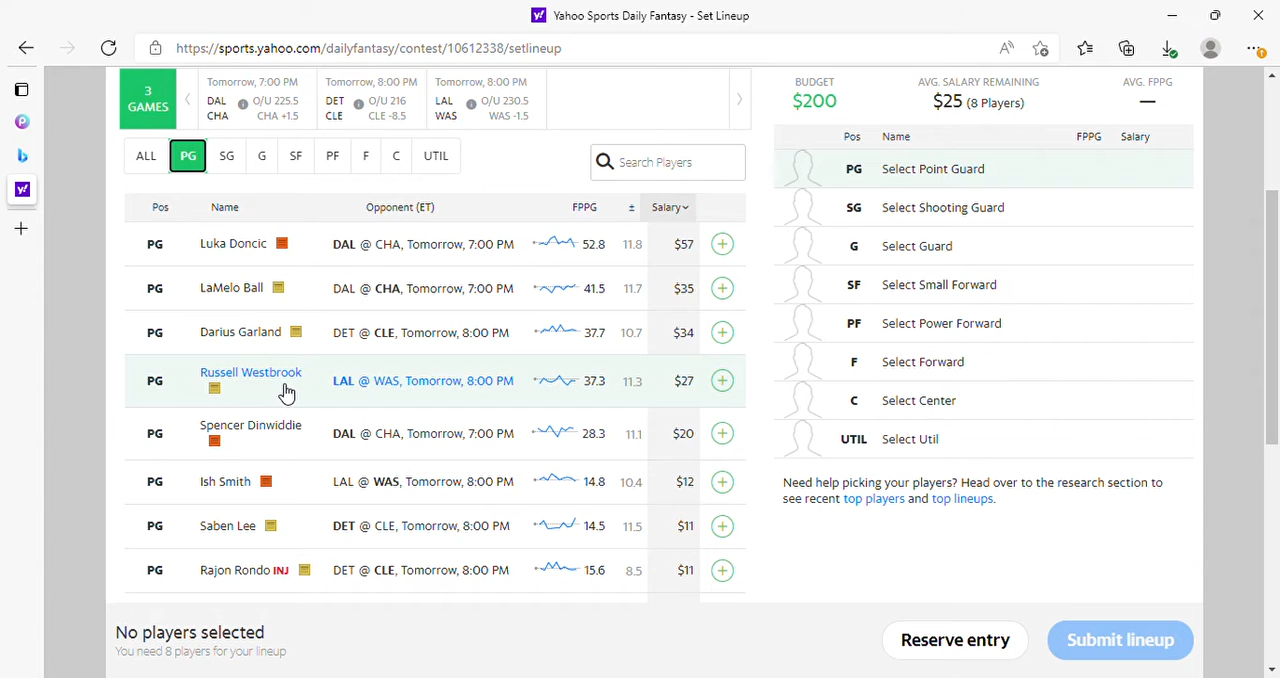 Yahoo Sports Daily Fantasy - Set Lineup
https://sports.yahoo.com/dailyfantasy/contest/10612338/setlineup
3 GAMES
Tomorrow, 7:00 PM
DAL O/U 225.5
CHA CHA +1.5
Tomorrow, 8:00 PM
DET O/U 216
CLE CLE -8.5
Tomorrow, 8:00 PM
LAL O/U 230.5
WAS WAS -1.5
ALL PG SG G SF PF F C UTIL
Search Players
Pos Name Opponent (ET) FPPG ± Salary
PG Luka Doncic DAL @ CHA, Tomorrow, 7:00 PM 52.8 11.8 $57
PG LaMelo Ball DAL @ CHA, Tomorrow, 7:00 PM 41.5 11.7 $35
PG Darius Garland DET @ CLE, Tomorrow, 8:00 PM 37.7 10.7 $34
PG Russell Westbrook LAL @ WAS, Tomorrow, 8:00 PM 37.3 11.3 $27
PG Spencer Dinwiddie DAL @ CHA, Tomorrow, 7:00 PM 28.3 11.1 $20
PG Ish Smith LAL @ WAS, Tomorrow, 8:00 PM 14.8 10.4 $12
PG Saben Lee DET @ CLE, Tomorrow, 8:00 PM 14.5 11.5 $11
PG Rajon Rondo INJ DET @ CLE, Tomorrow, 8:00 PM 15.6 8.5 $11
BUDGET
$200
AVG. SALARY REMAINING
$25 (8 Players)
AVG. FPPG
—
Pos Name FPPG Salary
PG Select Point Guard
SG Select Shooting Guard
G Select Guard
SF Select Small Forward
PF Select Power Forward
F Select Forward
C Select Center
UTIL Select Util
Need help picking your players? Head over to the research section to
see recent top players and top lineups.
No players selected
You need 8 players for your lineup
Reserve entry
Submit lineup